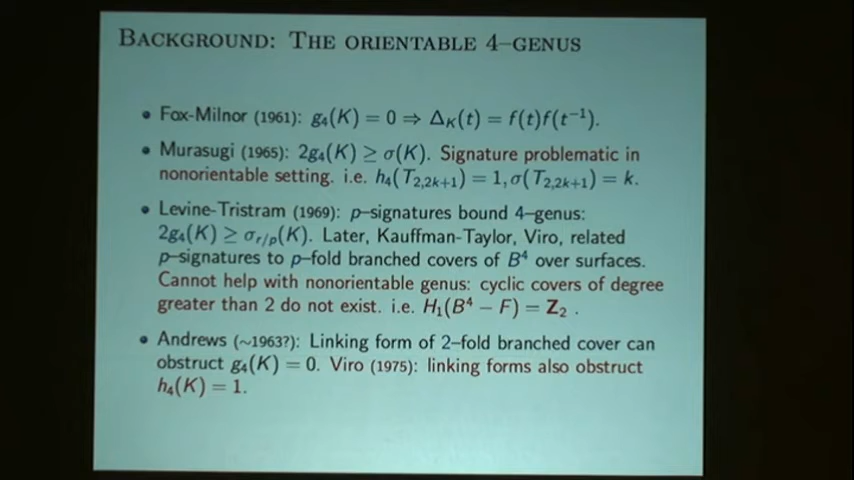 BACKGROUND: THE ORIENTABLE 4–GENUS
• Fox-Milnor (1961): g₄(K) = 0 ⇒ Δ_K(t) = f(t)f(t⁻¹).
• Murasugi (1965): 2g₄(K) ≥ σ(K). Signature problematic in
nonorientable setting. i.e. h₄(T₂,₂ₖ₊₁) = 1, σ(T₂,₂ₖ₊₁) = k.
• Levine-Tristram (1969): p-signatures bound 4-genus:
2g₄(K) ≥ σ_{r/p}(K). Later, Kauffman-Taylor, Viro, related
p–signatures to p–fold branched covers of B⁴ over surfaces.
Cannot help with nonorientable genus: cyclic covers of degree
greater than 2 do not exist. i.e. H₁(B⁴ – F) = Z₂ .
• Andrews (~1963?): Linking form of 2–fold branched cover can
obstruct g₄(K) = 0. Viro (1975): linking forms also obstruct
h₄(K) = 1.